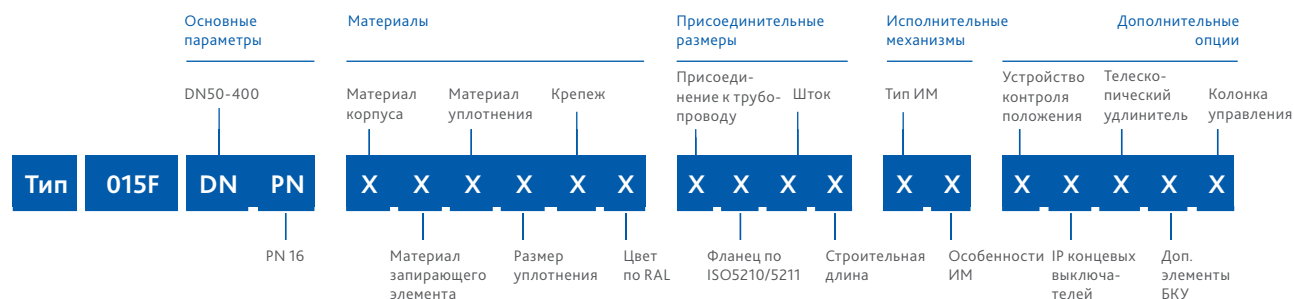 Основные
параметры
Материалы
Присоединительные
размеры
Исполнительные
механизмы
Дополнительные
опции
DN50-400
Материал
корпуса
Материал
уплотнения
Крепеж
Присоеди-
нение к трубо-
проводу
Шток
Тип ИМ
Устройство
контроля
положения
Телеско-
пический
удлинитель
Колонка
управления
Тип 015F DN PN X X X X X X X X X X X X X X X X X
PN 16
Материал
запирающего
элемента
Размер
уплотнения
Цвет
по RAL
Фланец по
ISO5210/5211
Строительная
длина
Особенности
ИМ
IP концевых
выключа-
телей
Доп.
элементы
БКУ